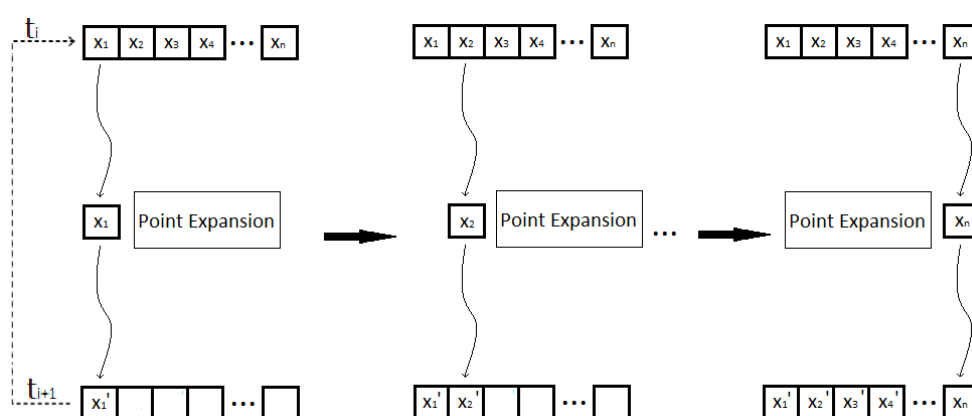 tᵢ x₁ x₂ x₃ x₄ ••• xₙ x₁ x₂ x₃ x₄ ••• xₙ x₁ x₂ x₃ x₄ ••• xₙ
x₁ Point Expansion x₂ Point Expansion ••• Point Expansion xₙ
tᵢ₊₁ x₁' ••• x₁' x₂' ••• x₁' x₂' x₃' x₄' ••• xₙ'